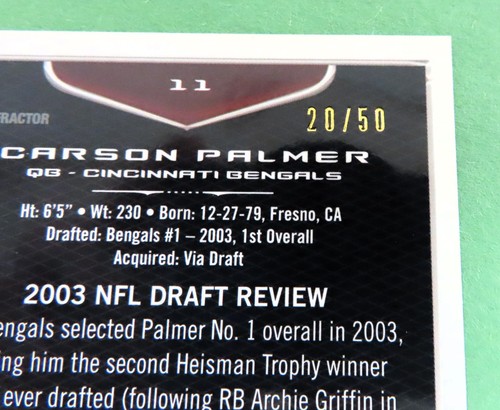 11
20/50
FRACTOR
CARSON PALMER
QB - CINCINNATI BENGALS
Ht: 6'5" • Wt: 230 • Born: 12-27-79, Fresno, CA
Drafted: Bengals #1 – 2003, 1st Overall
Acquired: Via Draft
2003 NFL DRAFT REVIEW
engals selected Palmer No. 1 overall in 2003,
ing him the second Heisman Trophy winner
ever drafted (following RB Archie Griffin in